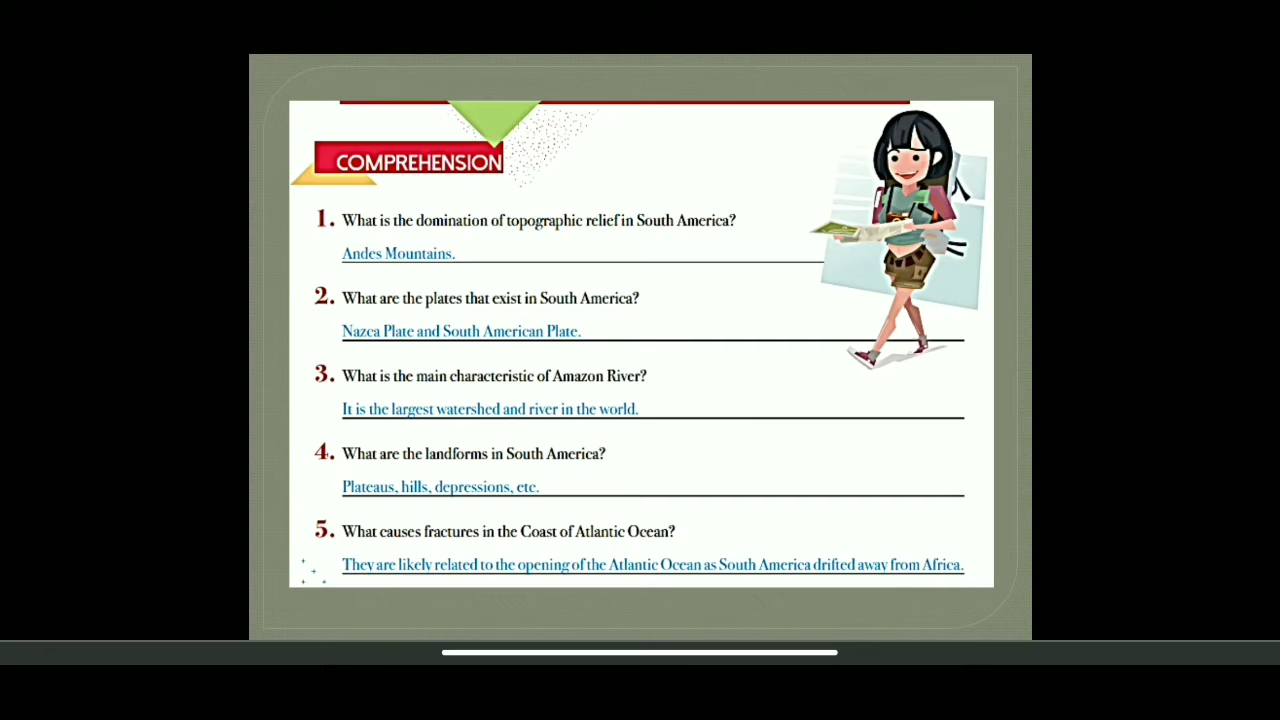 COMPREHENSION
1. What is the domination of topographic relief in South America?
Andes Mountains.
2. What are the plates that exist in South America?
Nazca Plate and South American Plate.
3. What is the main characteristic of Amazon River?
It is the largest watershed and river in the world.
4. What are the landforms in South America?
Plateaus, hills, depressions, etc.
5. What causes fractures in the Coast of Atlantic Ocean?
They are likely related to the opening of the Atlantic Ocean as South America drifted away from Africa.